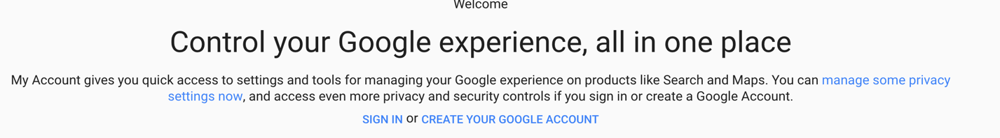 Welcome
Control your Google experience, all in one place
My Account gives you quick access to settings and tools for managing your Google experience on products like Search and Maps. You can manage some privacy
settings now, and access even more privacy and security controls if you sign in or create a Google Account.
SIGN IN or CREATE YOUR GOOGLE ACCOUNT